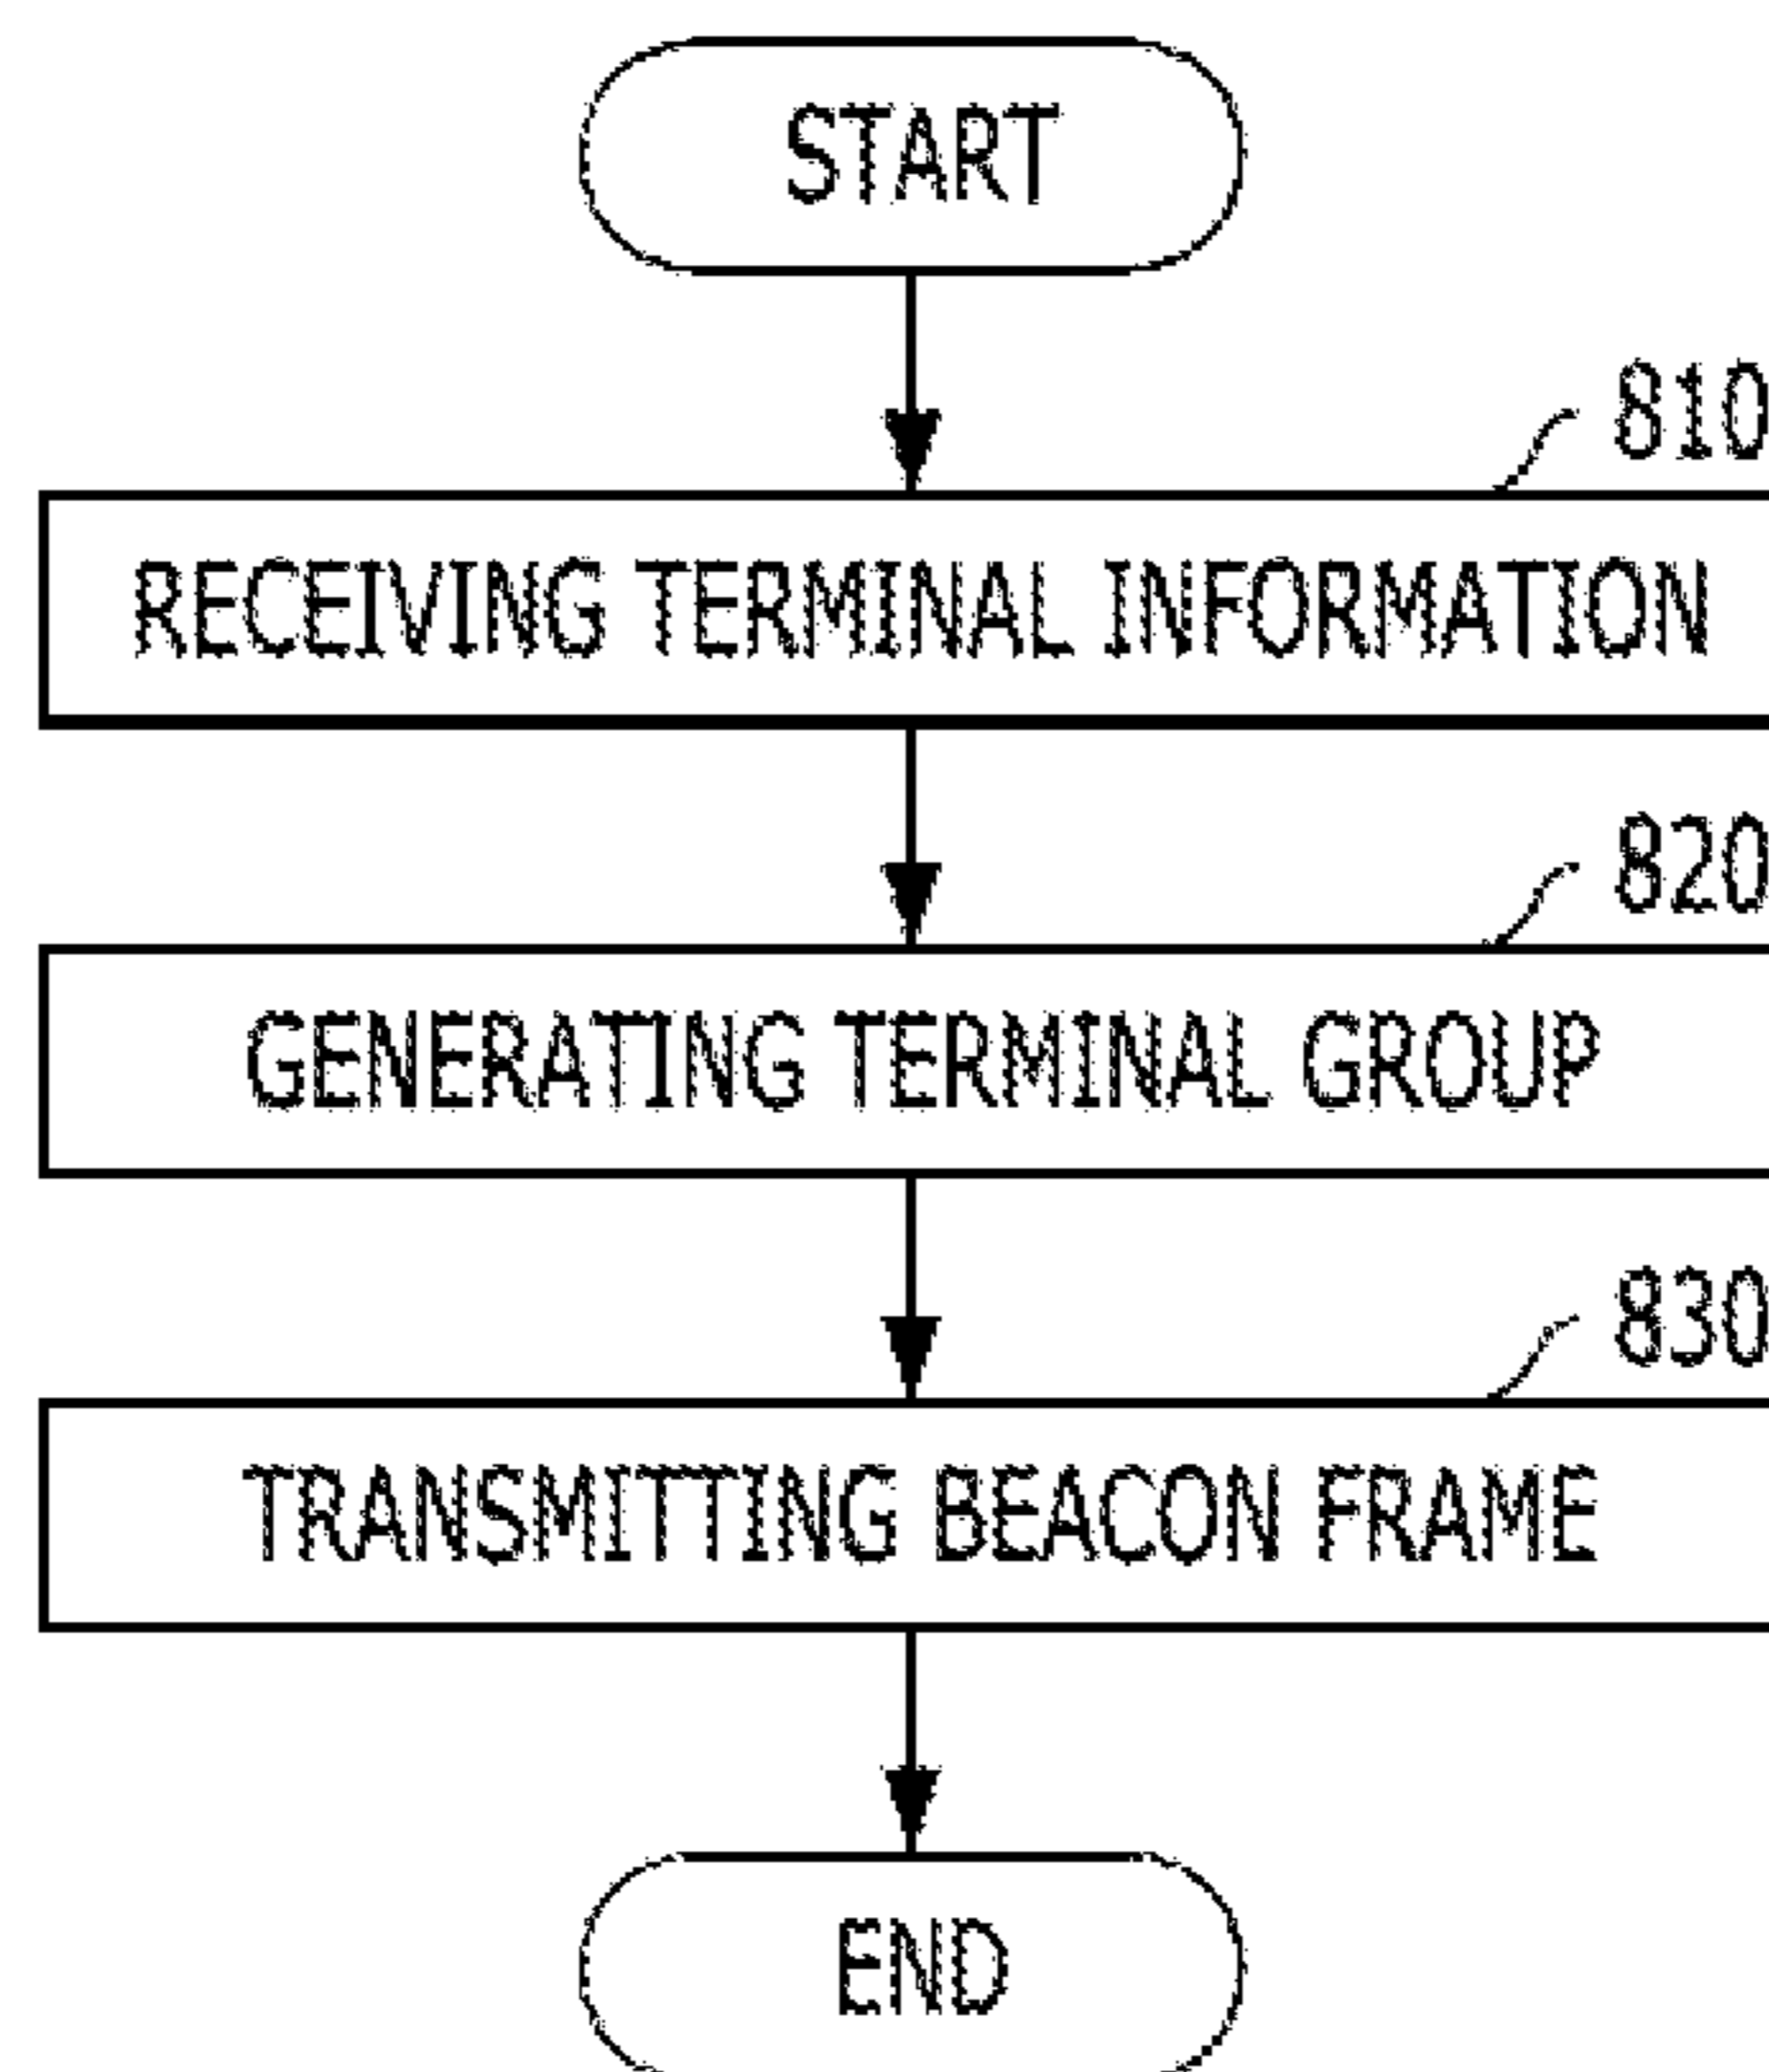 START
810
RECEIVING TERMINAL INFORMATION
820
GENERATING TERMINAL GROUP
830
TRANSMITTING BEACON FRAME
END